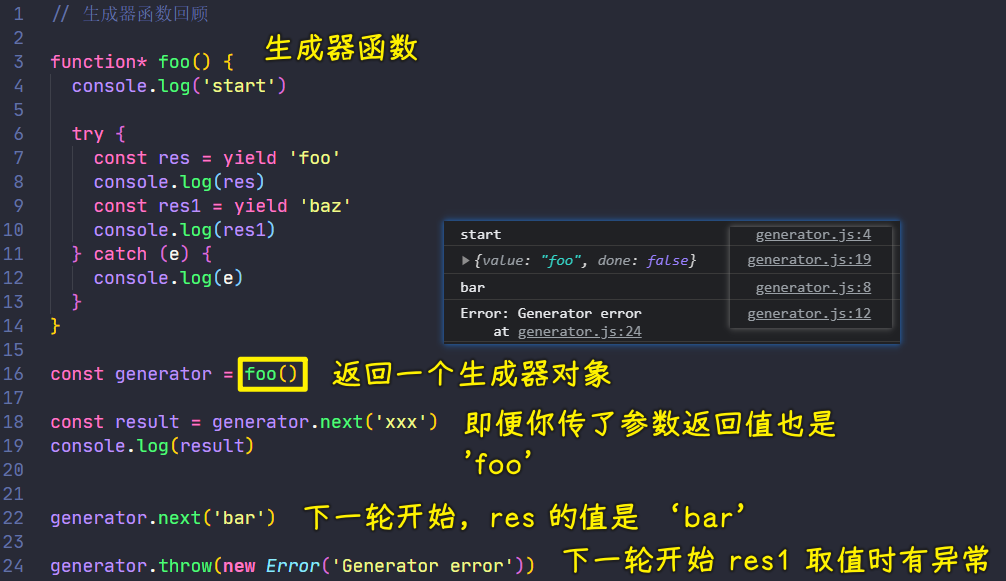 1 // 生成器函数回顾
2
3 function* foo() { 生成器函数
4 console.log('start')
5
6 try {
7 const res = yield 'foo'
8 console.log(res)
9 const res1 = yield 'baz'
10 console.log(res1)
11 } catch (e) {
12 console.log(e)
13 }
14 }
15
16 const generator = foo() 返回一个生成器对象
17
18 const result = generator.next('xxx') 即便你传了参数返回值也是
19 console.log(result) 'foo'
20
21
22 generator.next('bar') 下一轮开始, res 的值是 ‘bar’
23
24 generator.throw(new Error('Generator error')) 下一轮开始 res1 取值时有异常
start generator.js:4
▶{value: "foo", done: false} generator.js:19
bar generator.js:8
Error: Generator error generator.js:12
at generator.js:24